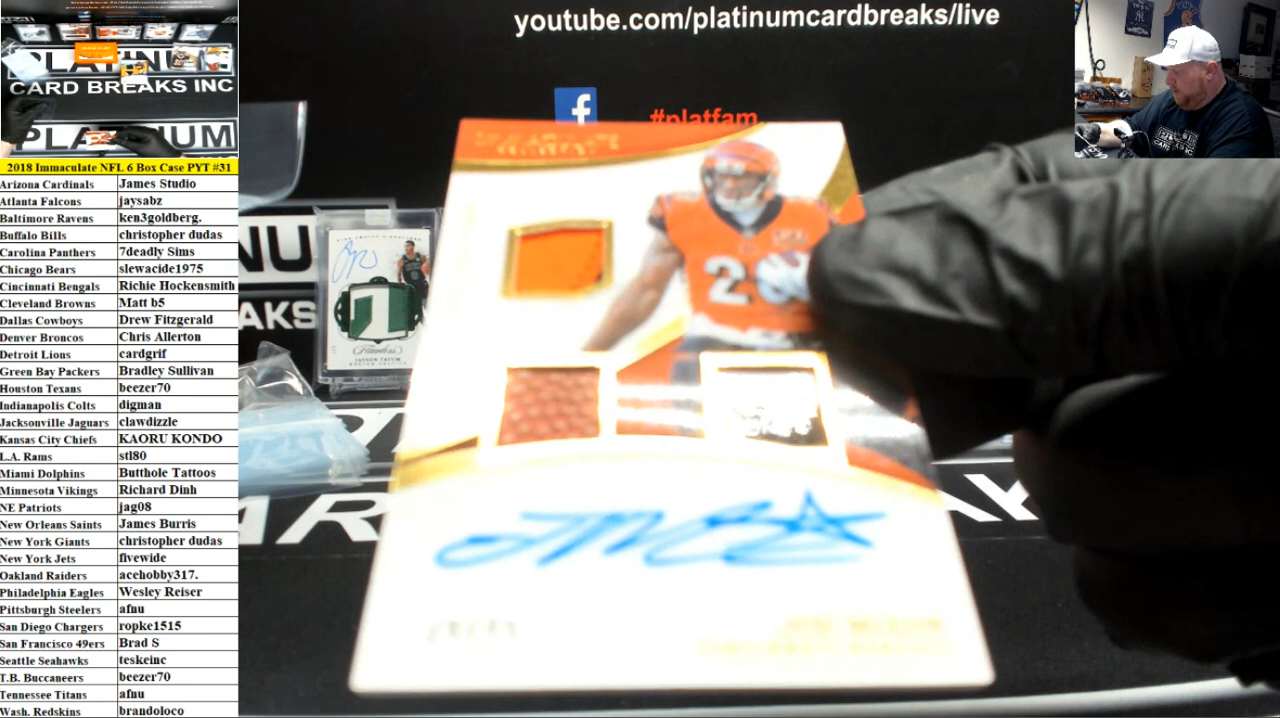 youtube.com/platinumcardbreaks/live
#platfam
PLATINUM
CARD BREAKS INC
PLATINUM
2018 Immaculate NFL 6 Box Case PYT #31
Arizona Cardinals James Studio
Atlanta Falcons jaysabz
Baltimore Ravens ken3goldberg.
Buffalo Bills christopher dudas
Carolina Panthers 7deadly Sims
Chicago Bears slewacide1975
Cincinnati Bengals Richie Hockensmith
Cleveland Browns Matt b5
Dallas Cowboys Drew Fitzgerald
Denver Broncos Chris Allerton
Detroit Lions cardgrif
Green Bay Packers Bradley Sullivan
Houston Texans beezer70
Indianapolis Colts digman
Jacksonville Jaguars clawdizzle
Kansas City Chiefs KAORU KONDO
L.A. Rams stl80
Miami Dolphins Butthole Tattoos
Minnesota Vikings Richard Dinh
NE Patriots jag08
New Orleans Saints James Burris
New York Giants christopher dudas
New York Jets fivewide
Oakland Raiders acehobby317.
Philadelphia Eagles Wesley Reiser
Pittsburgh Steelers afnu
San Diego Chargers ropke1515
San Francisco 49ers Brad S
Seattle Seahawks teskeinc
T.B. Buccaneers beezer70
Tennessee Titans afnu
Wash. Redskins brandoloco
NU
AKS
JAYSON TATUM